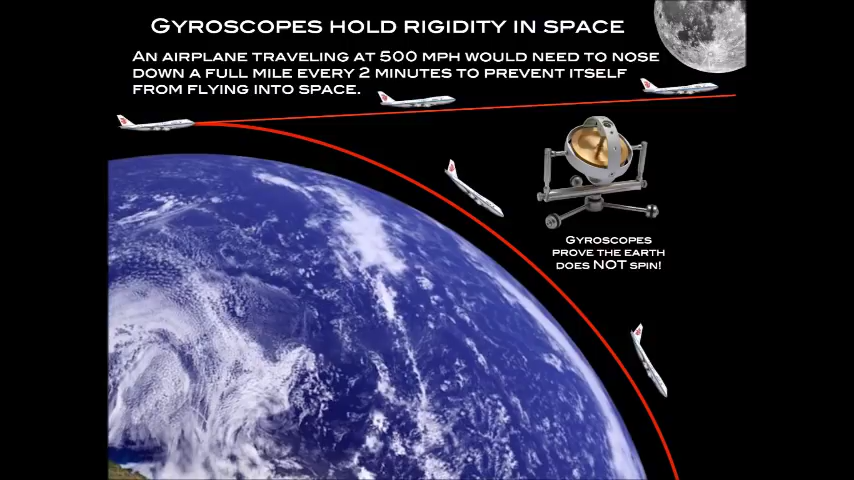 Gyroscopes hold rigidity in space
An airplane traveling at 500 mph would need to nose
down a full mile every 2 minutes to prevent itself
from flying into space.
Gyroscopes
prove the earth
does NOT spin!